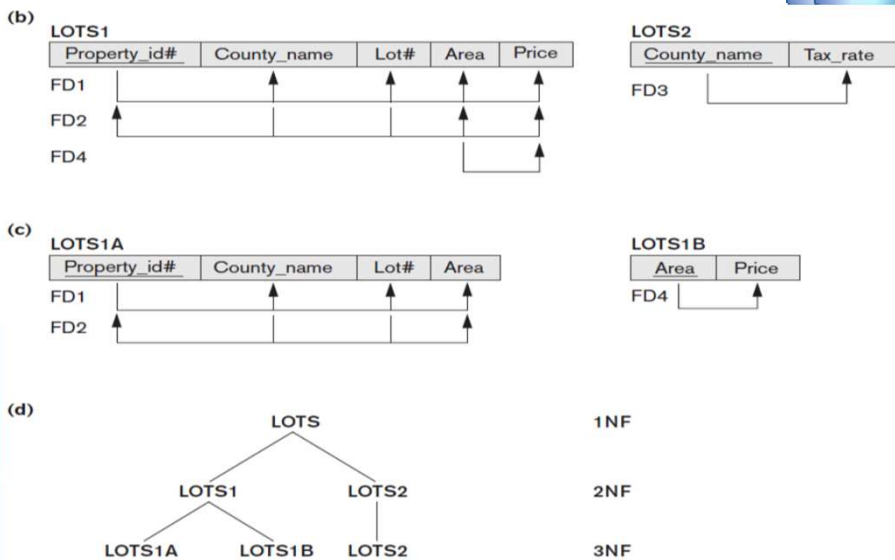 (b)
LOTS1
Property_id# County_name Lot# Area Price
FD1
FD2
FD4
LOTS2
County_name Tax_rate
FD3
(c)
LOTS1A
Property_id# County_name Lot# Area
FD1
FD2
LOTS1B
Area Price
FD4
(d)
LOTS 1NF
LOTS1 LOTS2 2NF
LOTS1A LOTS1B LOTS2 3NF